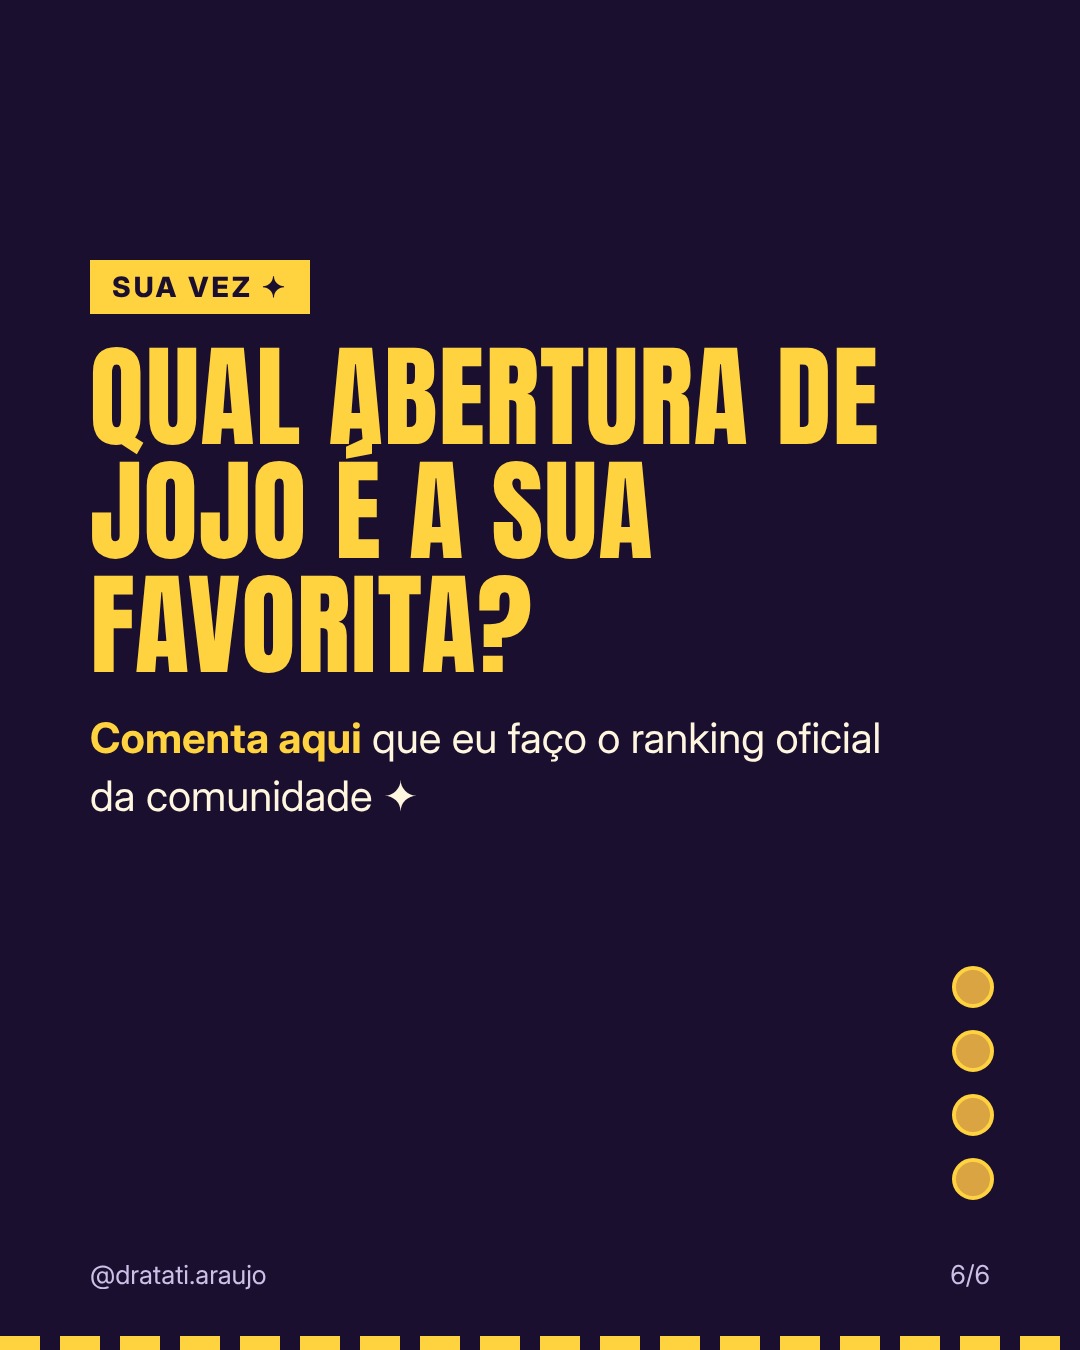 SUA VEZ ✦
QUAL ABERTURA DE
JOJO É A SUA
FAVORITA?
Comenta aqui que eu faço o ranking oficial
da comunidade ✦
@dratati.araujo
6/6